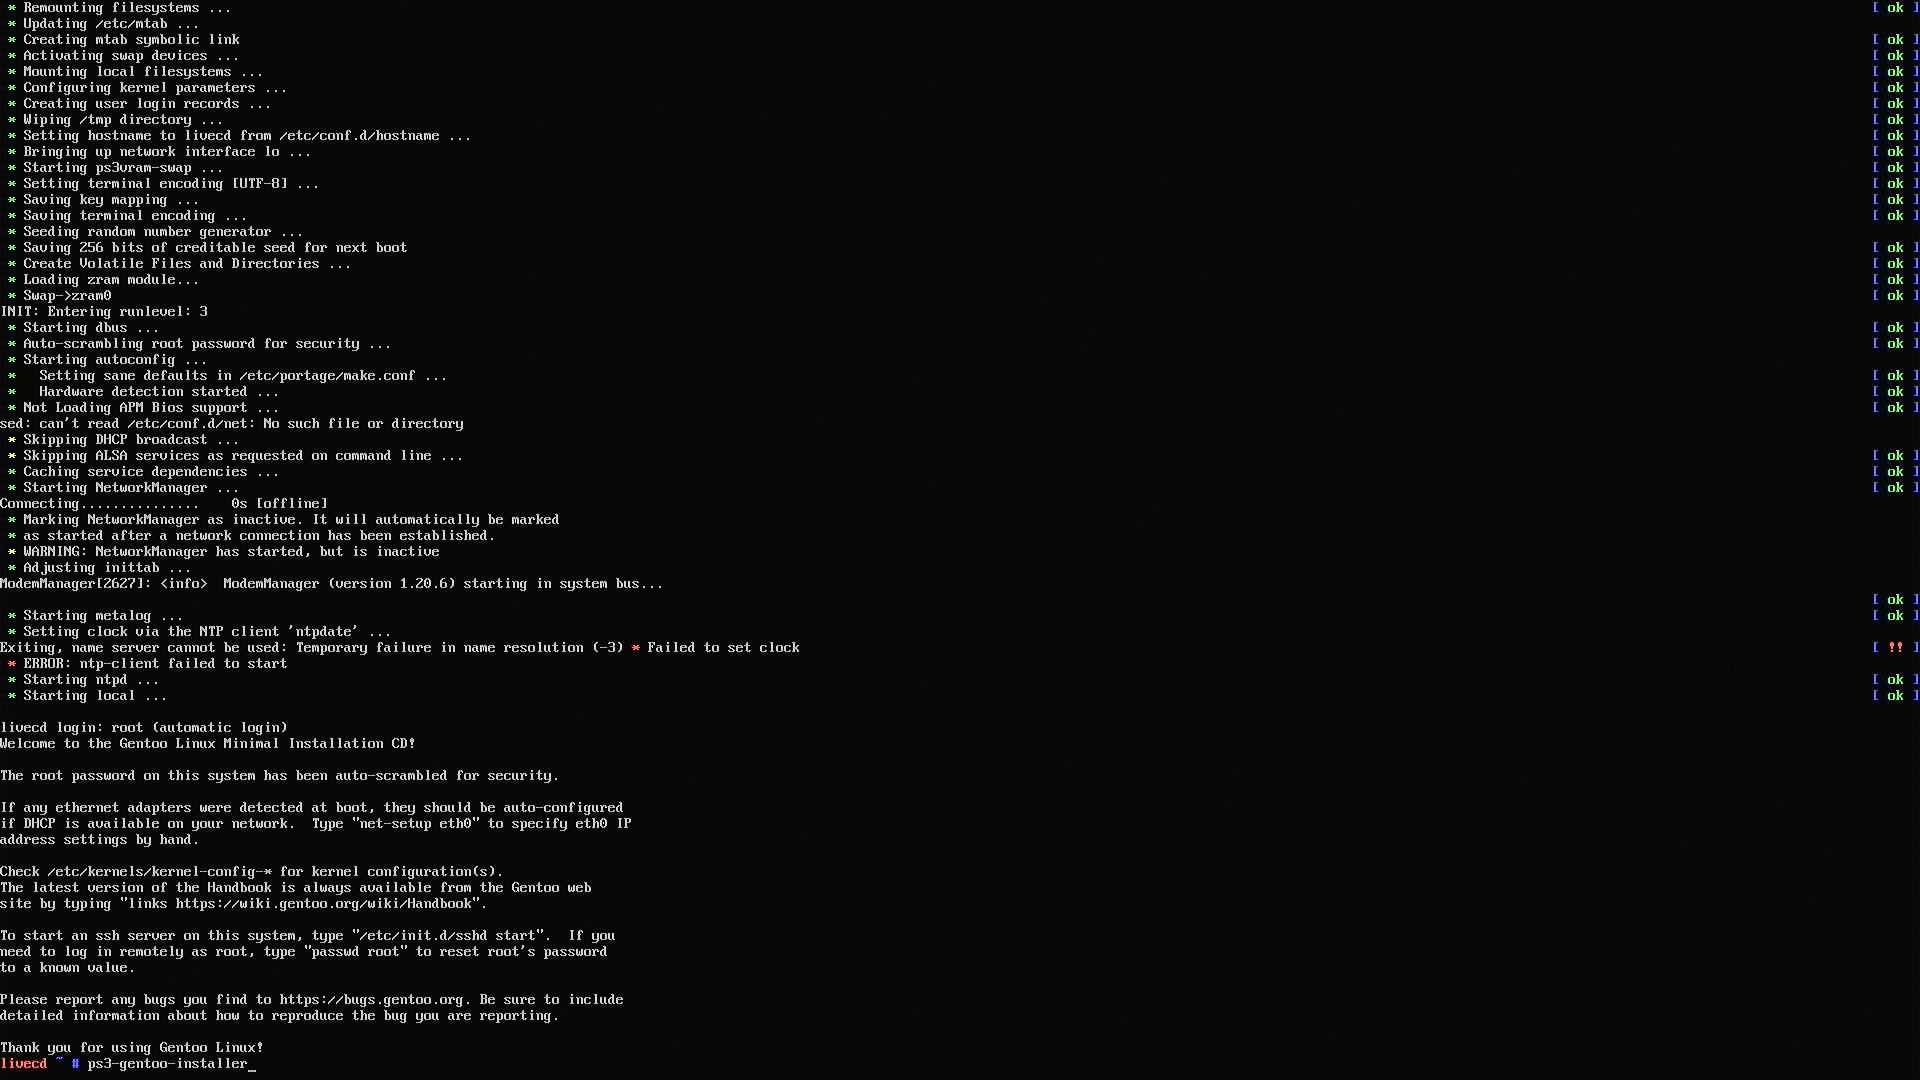 * Remounting filesystems ... [ ok ]
* Updating /etc/mtab ...
* Creating mtab symbolic link [ ok ]
* Activating swap devices ... [ ok ]
* Mounting local filesystems ... [ ok ]
* Configuring kernel parameters ... [ ok ]
* Creating user login records ... [ ok ]
* Wiping /tmp directory ... [ ok ]
* Setting hostname to livecd from /etc/conf.d/hostname ... [ ok ]
* Bringing up network interface lo ... [ ok ]
* Starting ps3vram-swap ... [ ok ]
* Setting terminal encoding [UTF-8] ... [ ok ]
* Saving key mapping ... [ ok ]
* Saving terminal encoding ... [ ok ]
* Seeding random number generator ...
* Saving 256 bits of creditable seed for next boot [ ok ]
* Create Volatile Files and Directories ... [ ok ]
* Loading zram module... [ ok ]
* Swap->zram0 [ ok ]
INIT: Entering runlevel: 3
* Starting dbus ... [ ok ]
* Auto-scrambling root password for security ... [ ok ]
* Starting autoconfig ...
*   Setting sane defaults in /etc/portage/make.conf ... [ ok ]
*   Hardware detection started ... [ ok ]
* Not Loading APM Bios support ... [ ok ]
sed: can't read /etc/conf.d/net: No such file or directory
* Skipping DHCP broadcast ...
* Skipping ALSA services as requested on command line ... [ ok ]
* Caching service dependencies ... [ ok ]
* Starting NetworkManager ... [ ok ]
Connecting............... 0s [offline]
* Marking NetworkManager as inactive. It will automatically be marked
* as started after a network connection has been established.
* WARNING: NetworkManager has started, but is inactive
* Adjusting inittab ...
ModemManager[2627]: <info>  ModemManager (version 1.20.6) starting in system bus...
[ ok ]
* Starting metalog ... [ ok ]
* Setting clock via the NTP client 'ntpdate' ...
Exiting, name server cannot be used: Temporary failure in name resolution (-3) * Failed to set clock [ !! ]
* ERROR: ntp-client failed to start
* Starting ntpd ... [ ok ]
* Starting local ... [ ok ]
livecd login: root (automatic login)
Welcome to the Gentoo Linux Minimal Installation CD!
The root password on this system has been auto-scrambled for security.
If any ethernet adapters were detected at boot, they should be auto-configured
if DHCP is available on your network.  Type "net-setup eth0" to specify eth0 IP
address settings by hand.
Check /etc/kernels/kernel-config-* for kernel configuration(s).
The latest version of the Handbook is always available from the Gentoo web
site by typing "links https://wiki.gentoo.org/wiki/Handbook".
To start an ssh server on this system, type "/etc/init.d/sshd start".  If you
need to log in remotely as root, type "passwd root" to reset root's password
to a known value.
Please report any bugs you find to https://bugs.gentoo.org. Be sure to include
detailed information about how to reproduce the bug you are reporting.
Thank you for using Gentoo Linux!
livecd ~ # ps3-gentoo-installer_